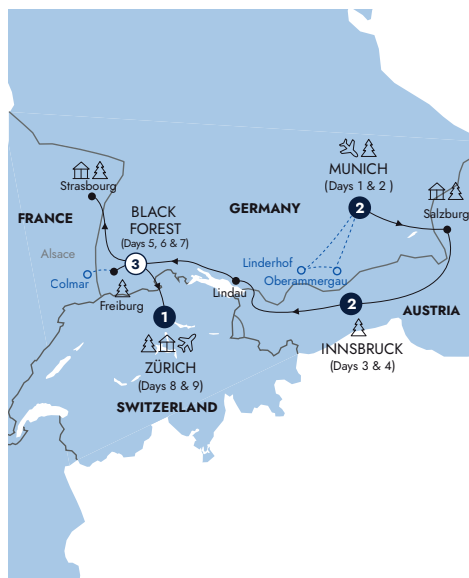 MUNICH
(Days 1 & 2 )
2
Salzburg
Strasbourg
FRANCE
BLACK
FOREST
(Days 5, 6 & 7)
GERMANY
3
Alsace
Colmar
Freiburg
Linderhof
Oberammergau
Lindau
1
2
AUSTRIA
INNSBRUCK
(Days 3 & 4)
ZÜRICH
(Days 8 & 9)
SWITZERLAND